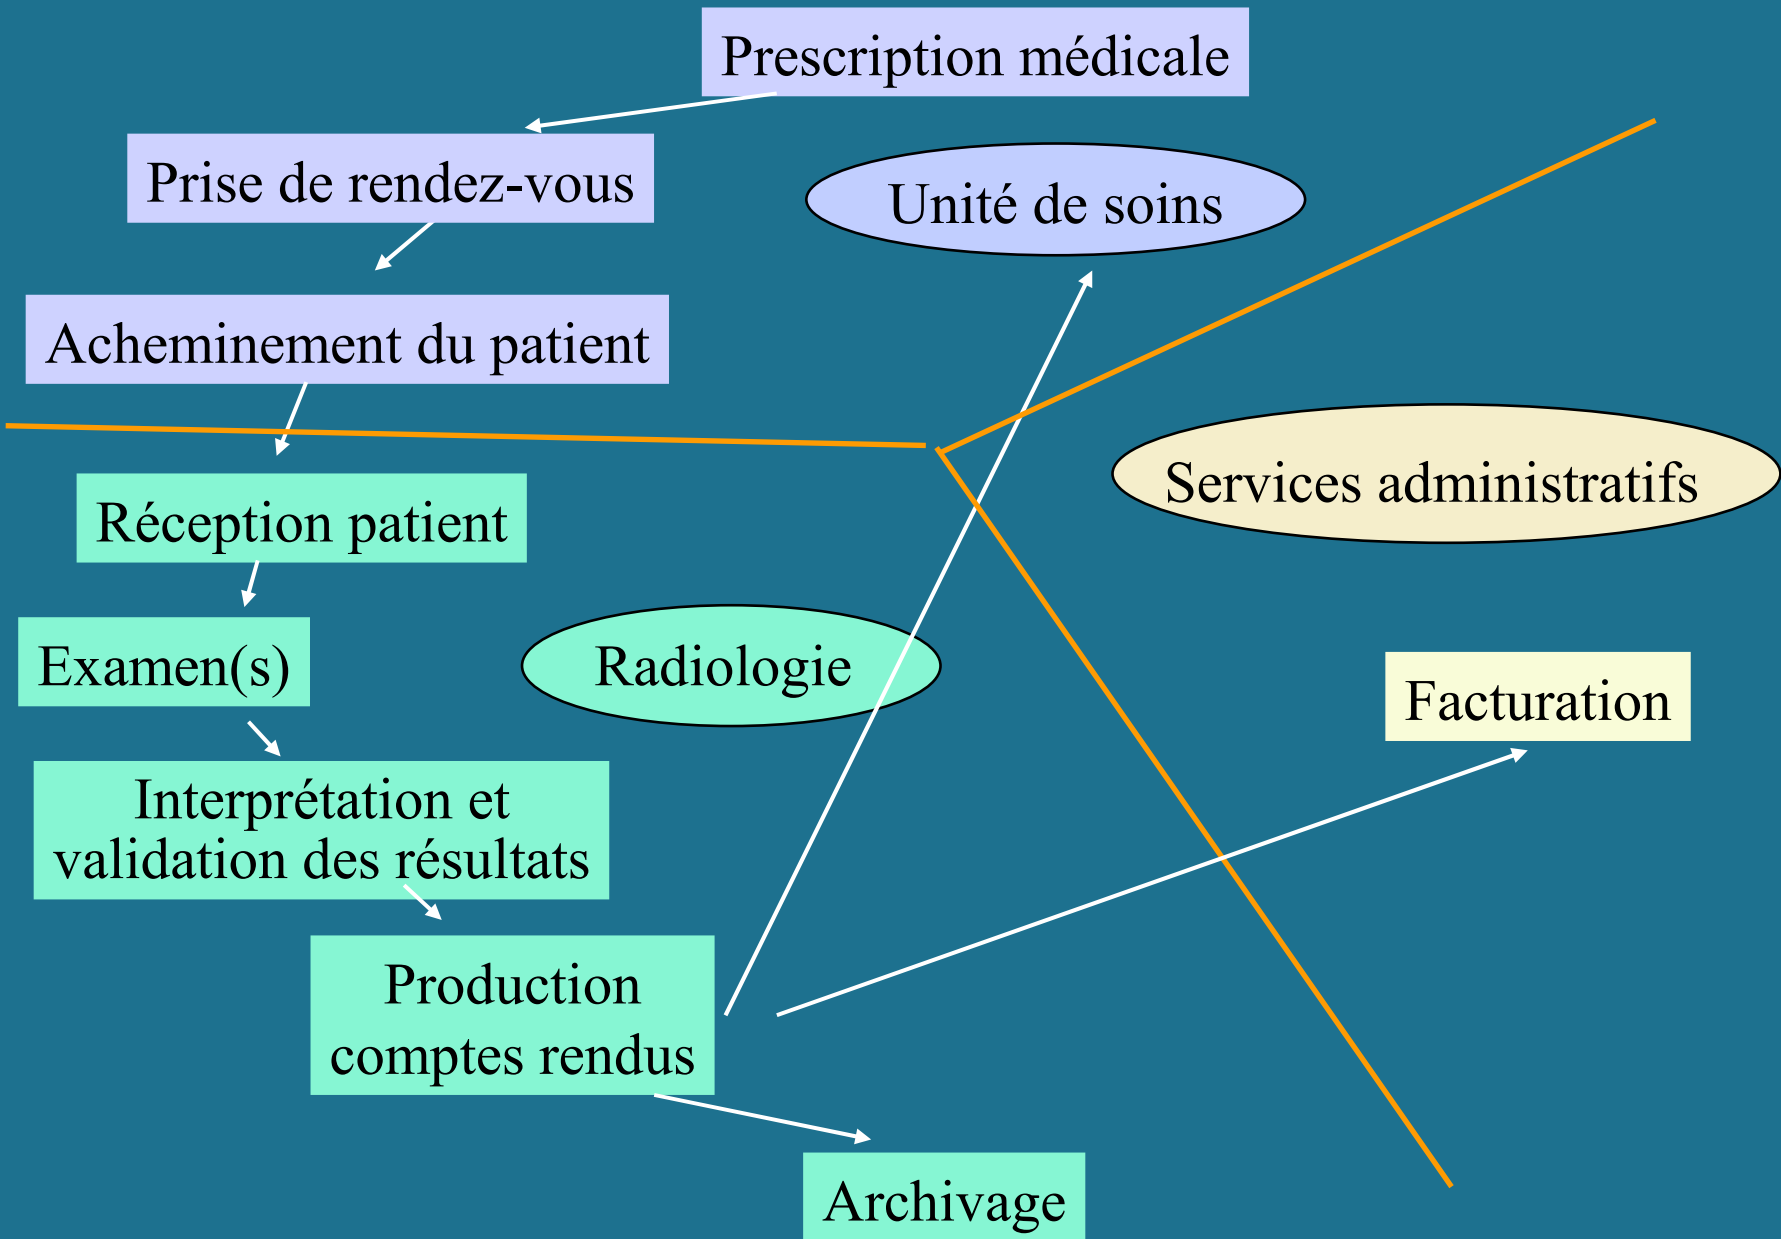 Prescription médicale
Prise de rendez-vous
Unité de soins
Acheminement du patient
Services administratifs
Réception patient
Examen(s)
Radiologie
Facturation
Interprétation et
validation des résultats
Production
comptes rendus
Archivage